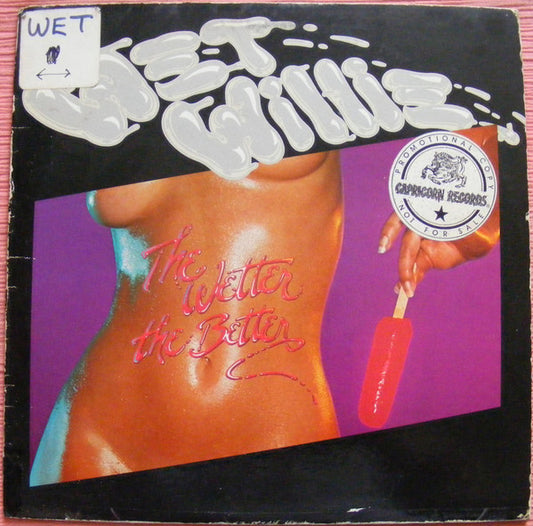 WET
WET
Willie
PROMOTIONAL COPY
CAPRICORN RECORDS
NOT FOR SALE
The
Wetter
the Better